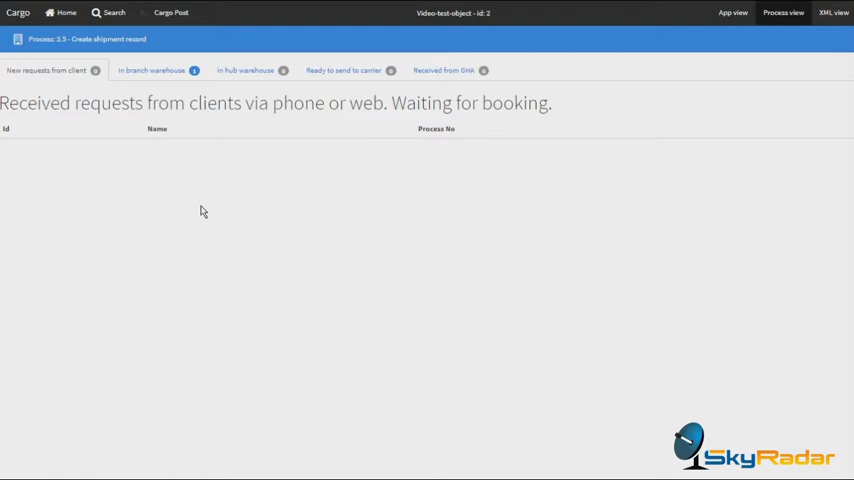 Cargo Home Search Cargo Post Video-test-object - id: 2 App view Process view XML view
Process: 3.5 - Create shipment record
New requests from client 0 In branch warehouse 1 In hub warehouse 0 Ready to send to carrier 0 Received from GHA 0
Received requests from clients via phone or web. Waiting for booking.
Id Name Process No
SkyRadar